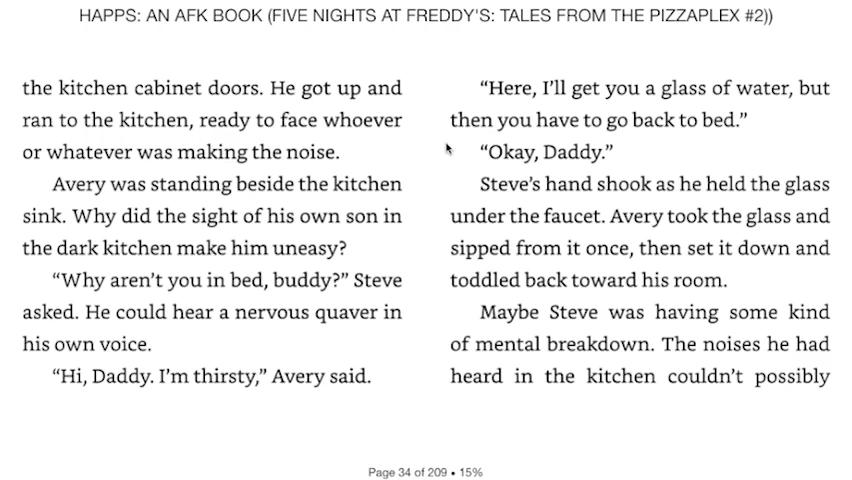 HAPPS: AN AFK BOOK (FIVE NIGHTS AT FREDDY'S: TALES FROM THE PIZZAPLEX #2))
the kitchen cabinet doors. He got up and
ran to the kitchen, ready to face whoever
or whatever was making the noise.
Avery was standing beside the kitchen
sink. Why did the sight of his own son in
the dark kitchen make him uneasy?
“Why aren’t you in bed, buddy?” Steve
asked. He could hear a nervous quaver in
his own voice.
“Hi, Daddy. I’m thirsty,” Avery said.
“Here, I’ll get you a glass of water, but
then you have to go back to bed.”
“Okay, Daddy.”
Steve’s hand shook as he held the glass
under the faucet. Avery took the glass and
sipped from it once, then set it down and
toddled back toward his room.
Maybe Steve was having some kind
of mental breakdown. The noises he had
heard in the kitchen couldn’t possibly
Page 34 of 209 • 15%